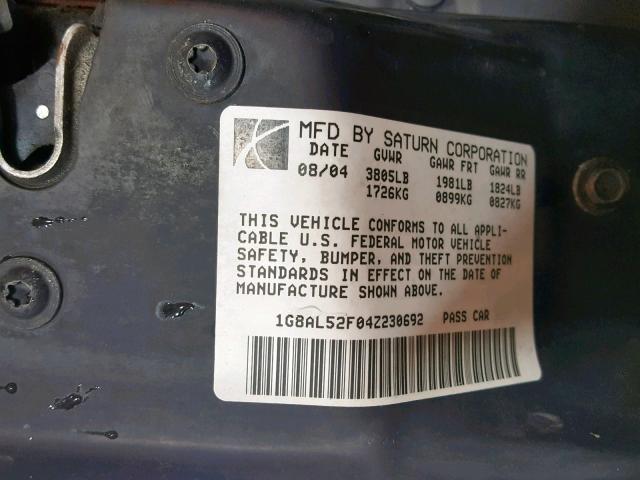 MFD BY SATURN CORPORATION
DATE GVWR GAWR FRT GAWR RR
08/04 3805LB 1981LB 1824LB
1726KG 0899KG 0827KG
THIS VEHICLE CONFORMS TO ALL APPLI-
CABLE U.S. FEDERAL MOTOR VEHICLE
SAFETY, BUMPER, AND THEFT PREVENTION
STANDARDS IN EFFECT ON THE DATE OF
MANUFACTURE SHOWN ABOVE.
1G8AL52F04Z230692 PASS CAR